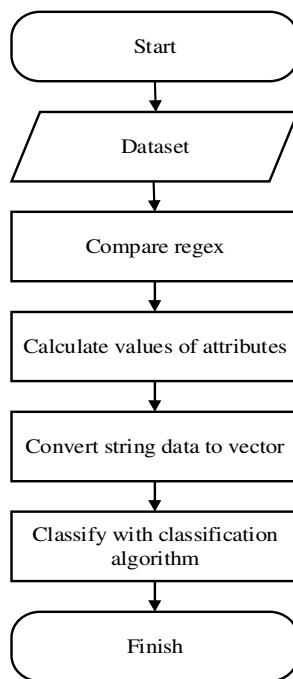 Start
Dataset
Compare regex
Calculate values of attributes
Convert string data to vector
Classify with classification
algorithm
Finish